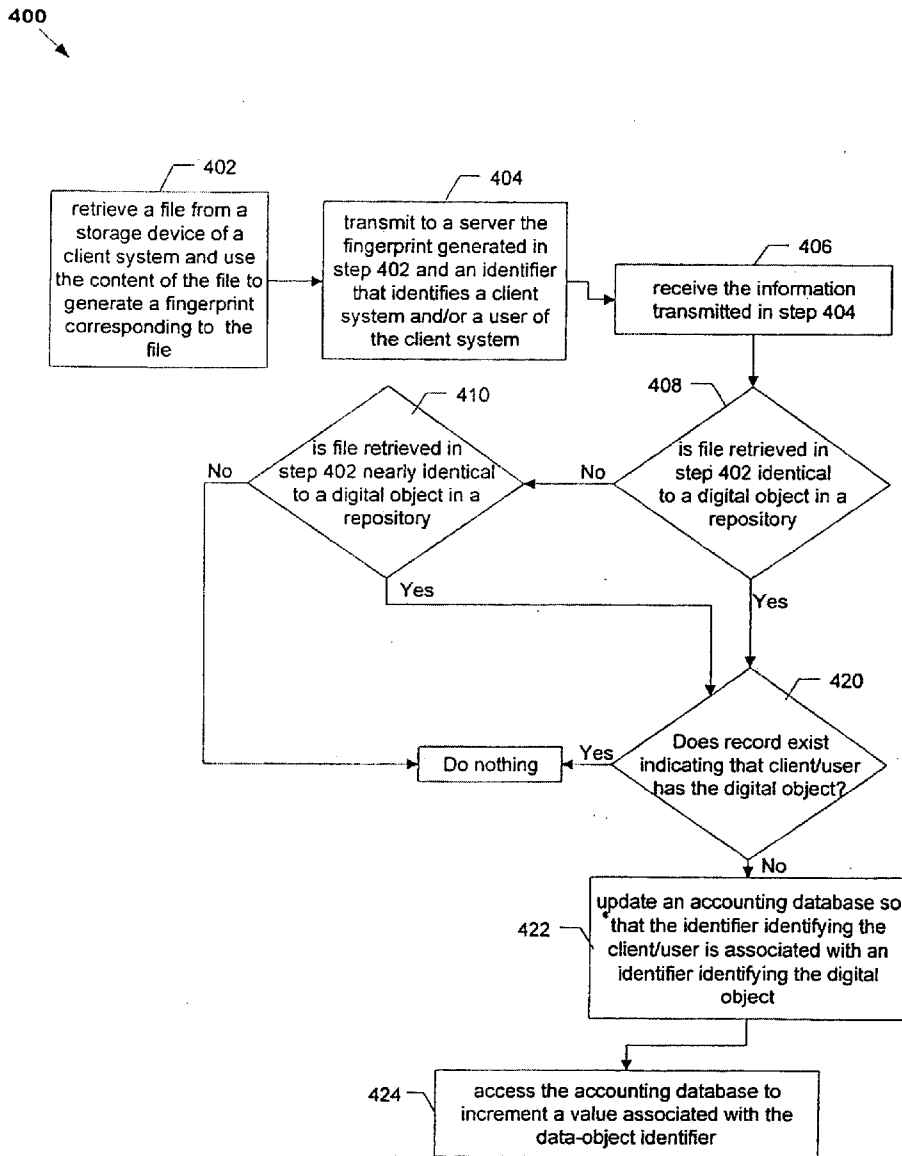 400
402
retrieve a file from a
storage device of a
client system and use
the content of the file to
generate a fingerprint
corresponding to the
file
404
transmit to a server the
fingerprint generated in
step 402 and an identifier
that identifies a client
system and/or a user of
the client system
406
receive the information
transmitted in step 404
408
is file retrieved in
step 402 identical
to a digital object in a
repository
No
Yes
410
is file retrieved in
step 402 nearly identical
to a digital object in a
repository
No
Yes
420
Does record exist
indicating that client/user
has the digital object?
Yes
Do nothing
No
422
update an accounting database so
that the identifier identifying the
client/user is associated with an
identifier identifying the digital
object
424
access the accounting database to
increment a value associated with the
data-object identifier